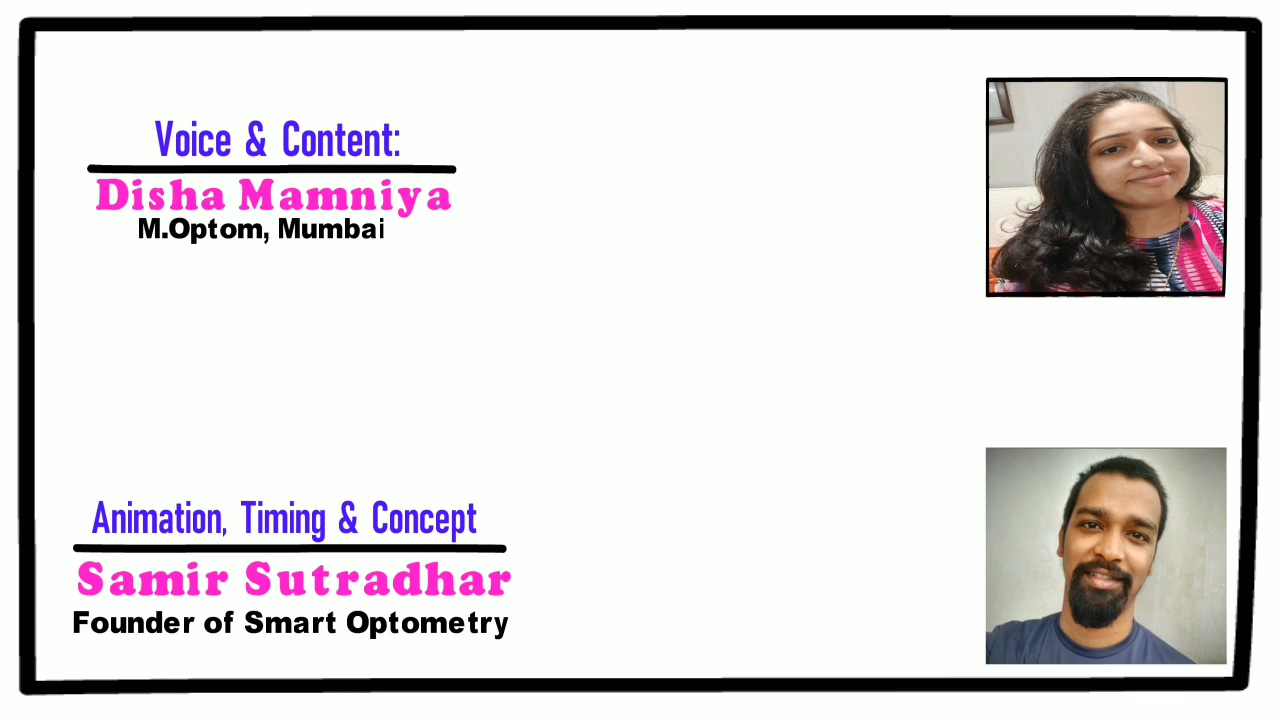 Voice & Content:
Disha Mamniya
M.Optom, Mumbai
Animation, Timing & Concept
Samir Sutradhar
Founder of Smart Optometry